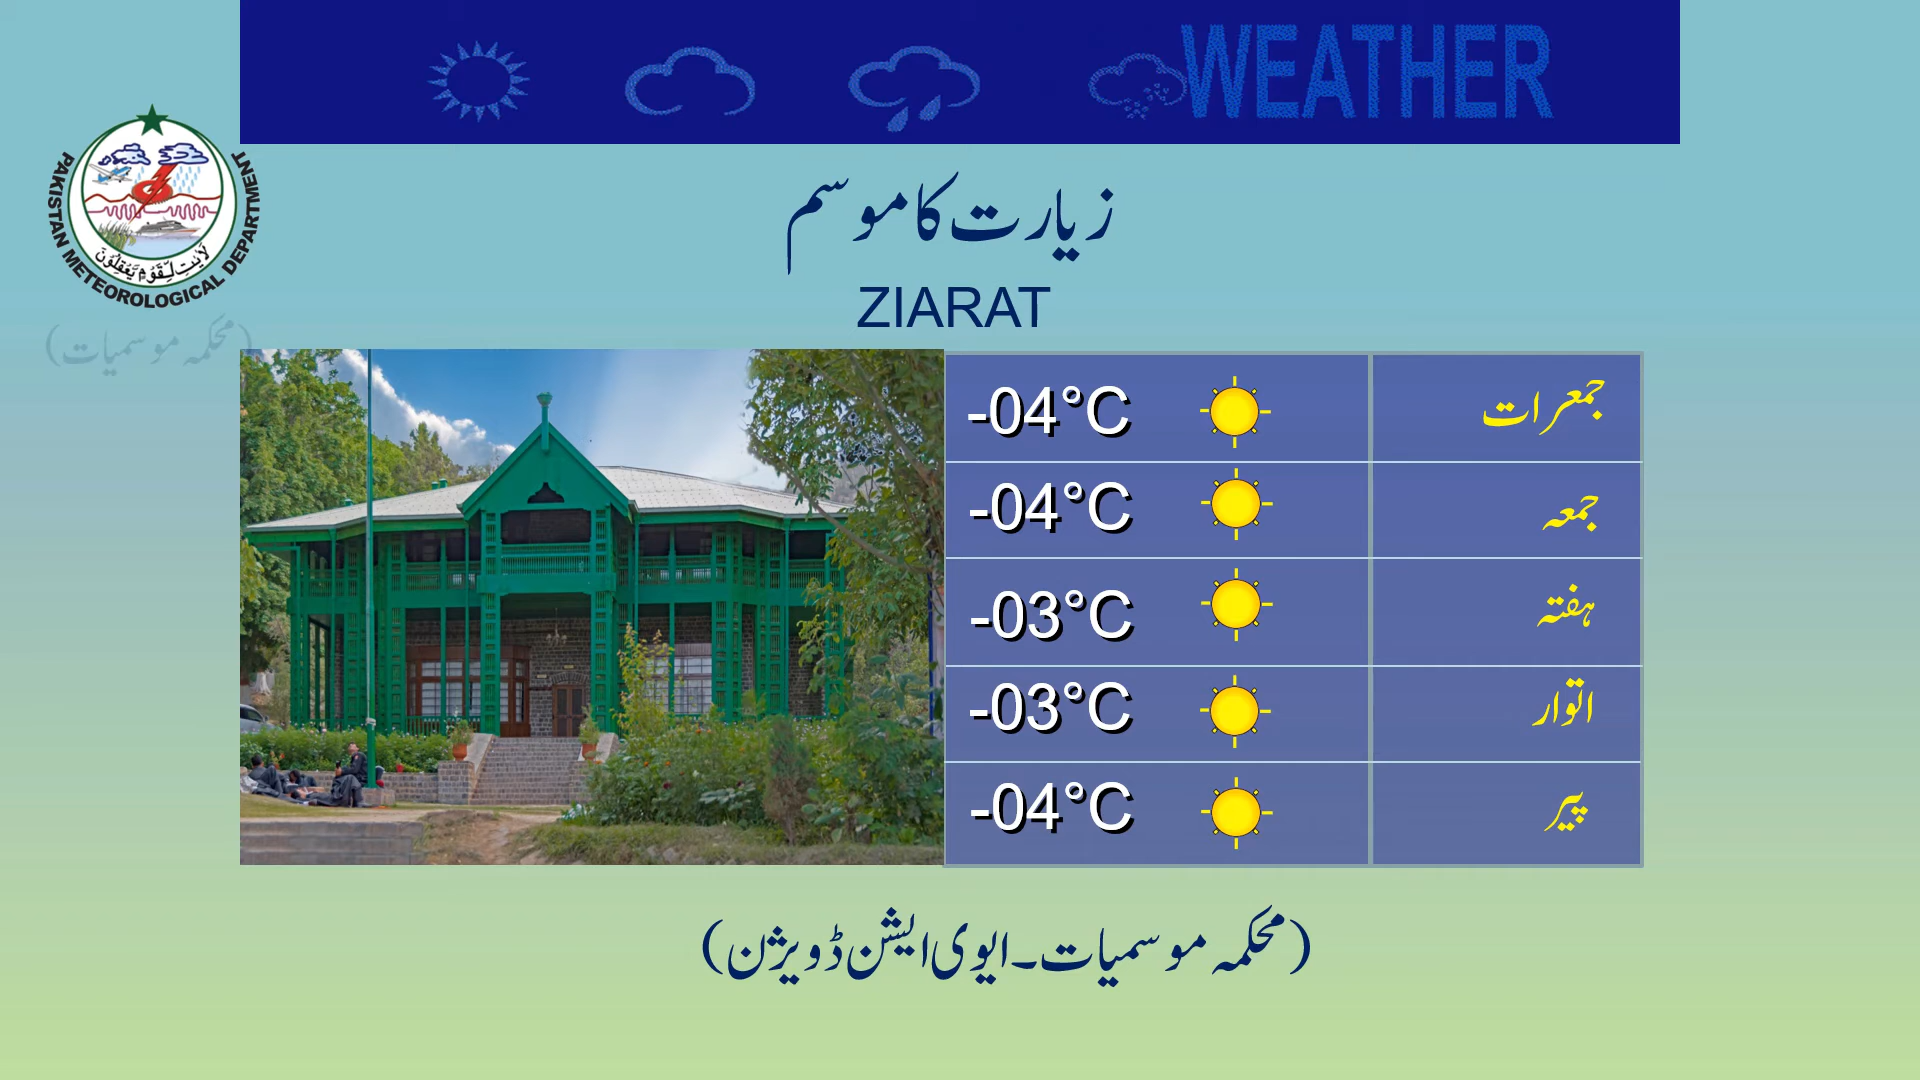 WEATHER
PAKISTAN METEOROLOGICAL DEPARTMENT
لَاٰیٰتٍ لِّقَوْمٍ یَّعْقِلُوْنَ
(محکمہ موسمیات)
زیارت کا موسم
ZIARAT
جمعرات -04°C
جمعہ -04°C
ہفتہ -03°C
اتوار -03°C
پیر -04°C
(محکمہ موسمیات۔ایوی ایشن ڈویژن)